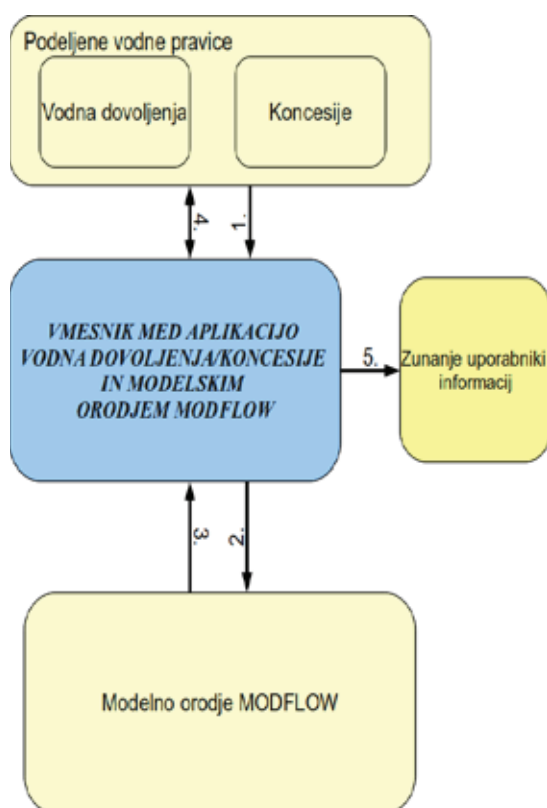 Podeljene vodne pravice
Vodna dovoljenja
Koncesije
4.
1.
VMESNIK MED APLIKACIJO
VODNA DOVOLJENJA/KONCESIJE
IN MODELSKIM
ORODJEM MODFLOW
5.
Zunanje uporabniki
informacij
3.
2.
Modelno orodje MODFLOW